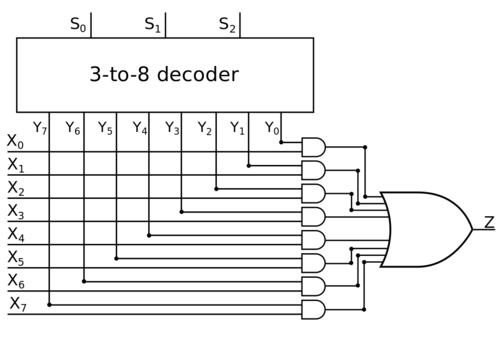 S₀ S₁ S₂
3-to-8 decoder
Y₇ Y₆ Y₅ Y₄ Y₃ Y₂ Y₁ Y₀
X₀
X₁
X₂
X₃
Z
X₄
X₅
X₆
X₇